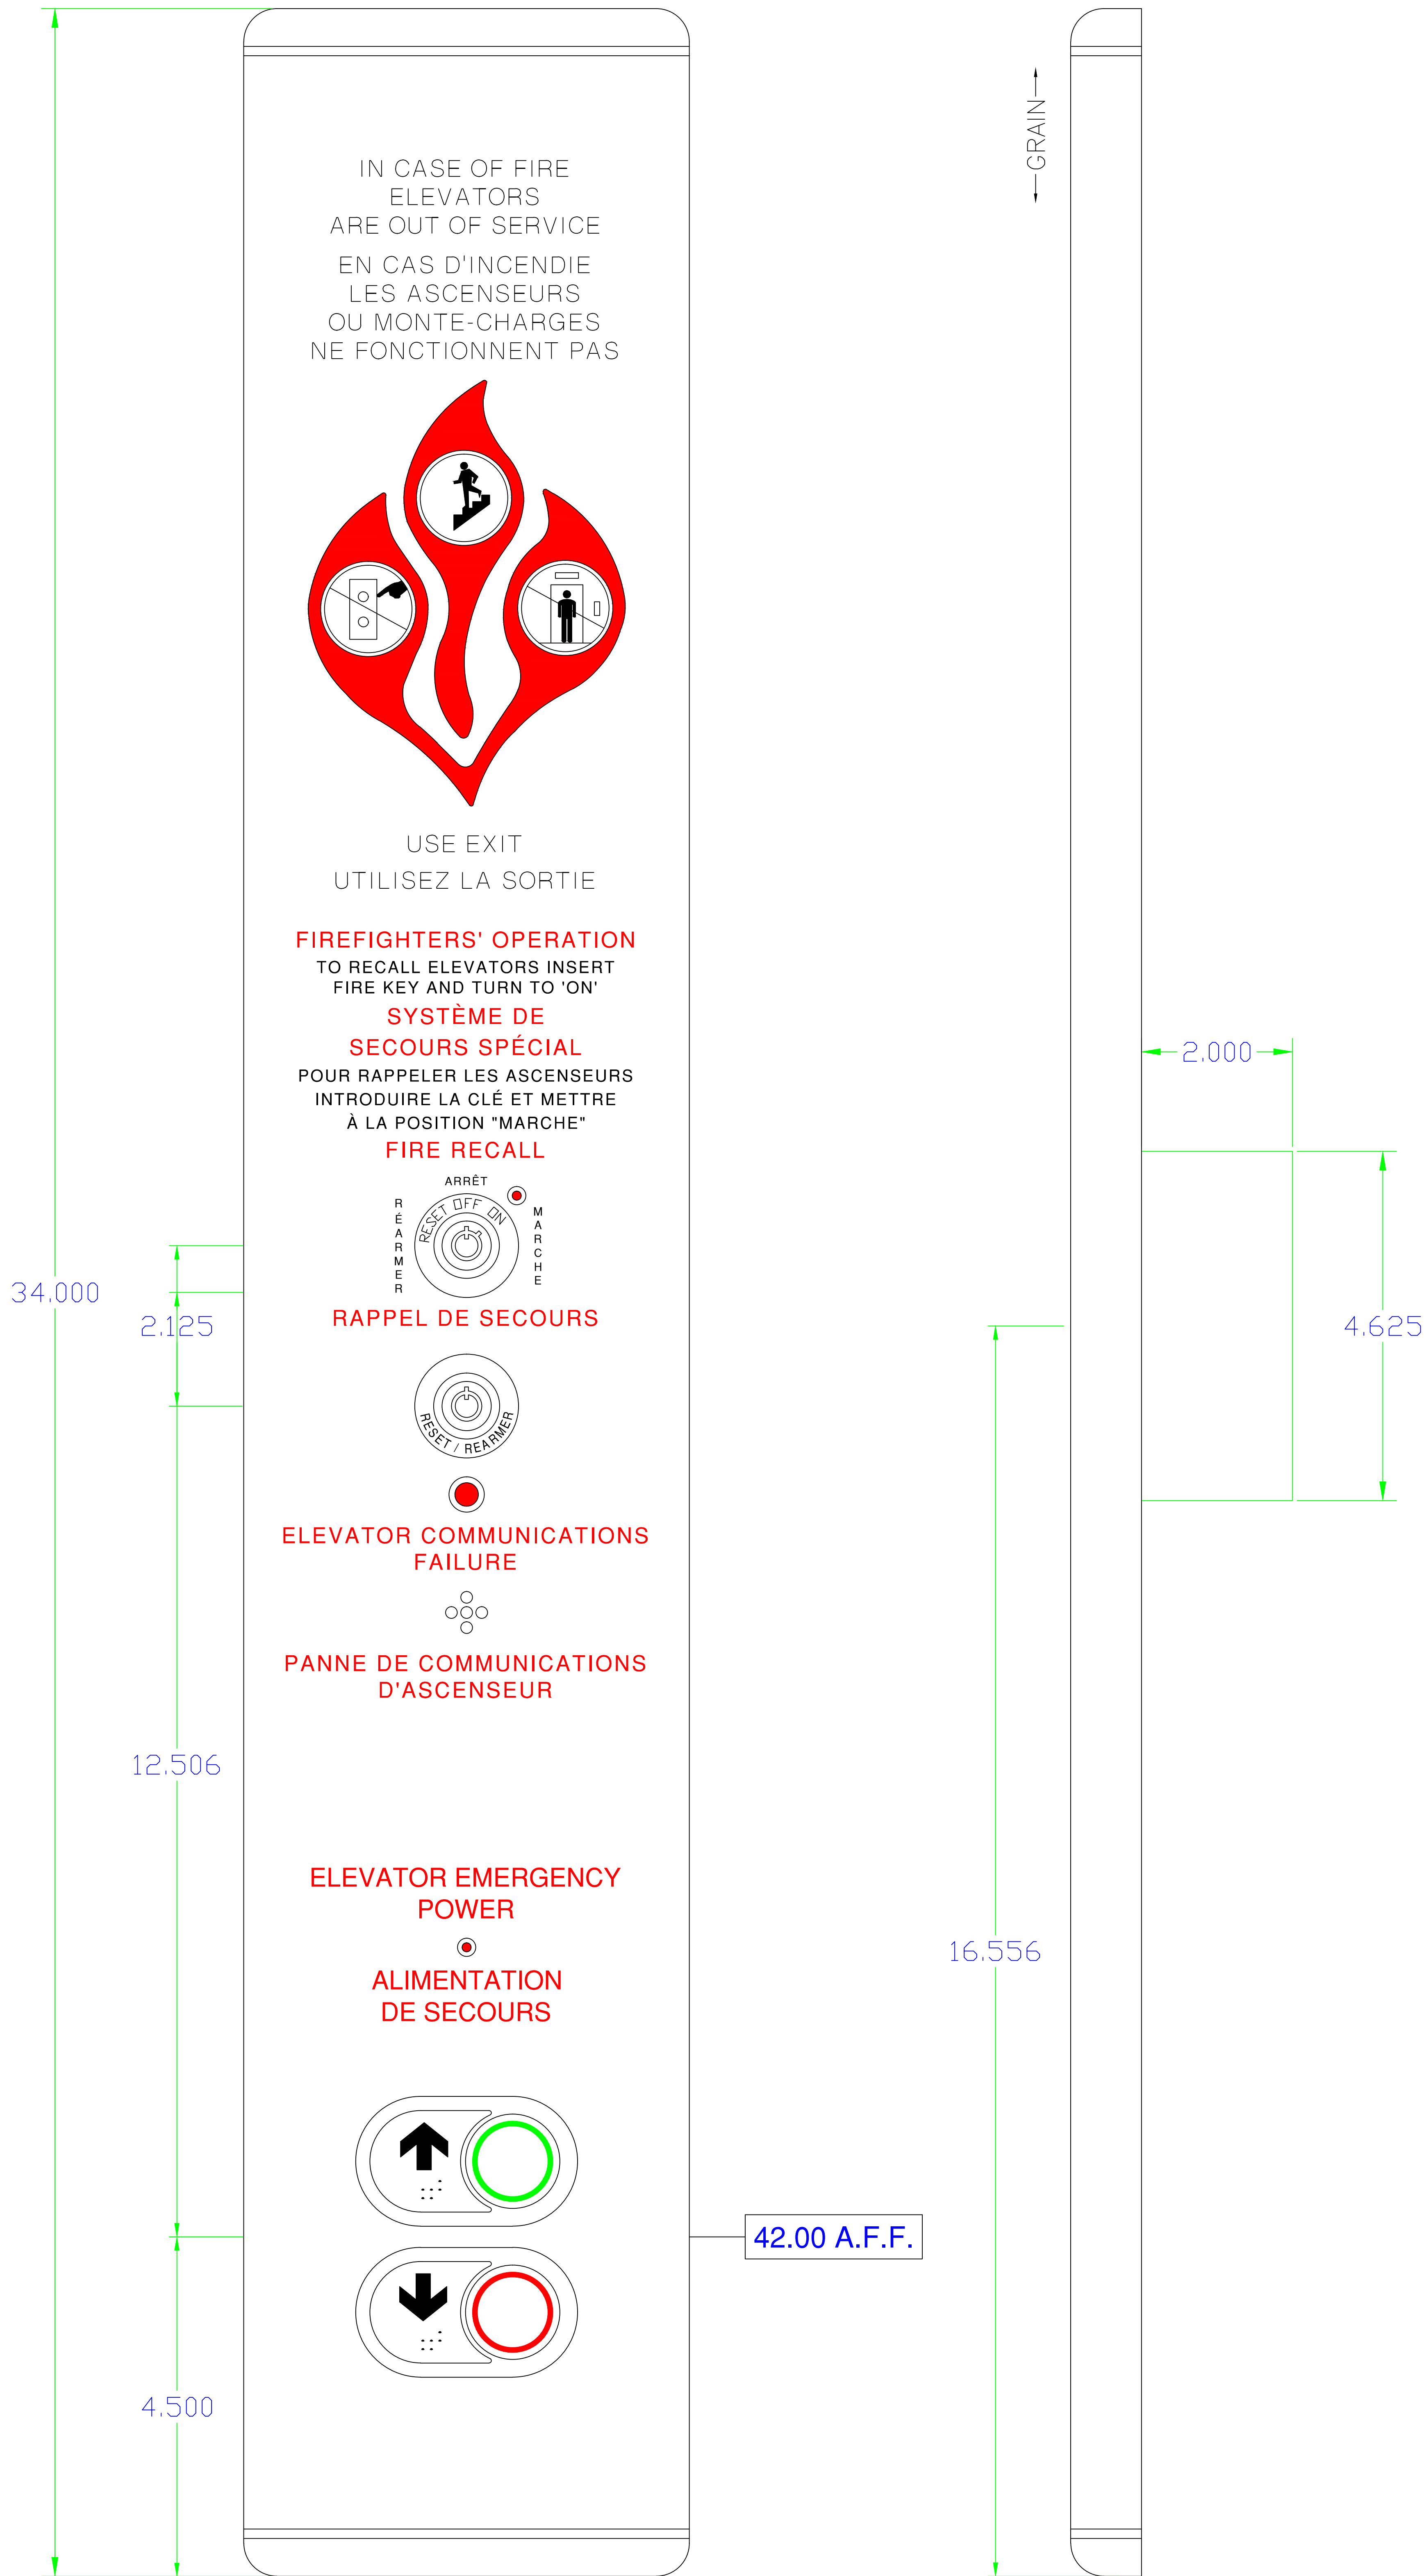 IN CASE OF FIRE
ELEVATORS
ARE OUT OF SERVICE
EN CAS D'INCENDIE
LES ASCENSEURS
OU MONTE-CHARGES
NE FONCTIONNENT PAS
USE EXIT
UTILISEZ LA SORTIE
FIREFIGHTERS' OPERATION
TO RECALL ELEVATORS INSERT
FIRE KEY AND TURN TO 'ON'
SYSTÈME DE
SECOURS SPÉCIAL
POUR RAPPELER LES ASCENSEURS
INTRODUIRE LA CLÉ ET METTRE
À LA POSITION "MARCHE"
FIRE RECALL
ARRÊT
RÉARMER
RESET OFF ON
MARCHE
RAPPEL DE SECOURS
RESET / REARMER
ELEVATOR COMMUNICATIONS
FAILURE
PANNE DE COMMUNICATIONS
D'ASCENSEUR
ELEVATOR EMERGENCY
POWER
ALIMENTATION
DE SECOURS
34.000
2.125
12.506
4.500
42.00 A.F.F.
GRAIN
2.000
4.625
16.556